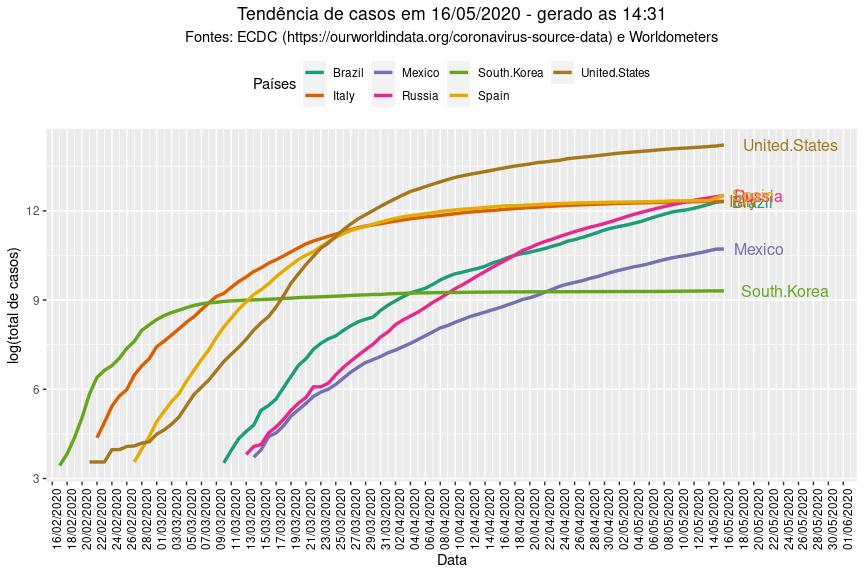 Tendência de casos em 16/05/2020 - gerado as 14:31
Fontes: ECDC (https://ourworldindata.org/coronavirus-source-data) e Worldometers
Países
Brazil Mexico South.Korea United.States
Italy Russia Spain
United.States
Spain
Russia
Italy
Brazil
Mexico
South.Korea
log(total de casos)
12
9
6
3
16/02/2020 18/02/2020 20/02/2020 22/02/2020 24/02/2020 26/02/2020 28/02/2020 01/03/2020 03/03/2020 05/03/2020 07/03/2020 09/03/2020 11/03/2020 13/03/2020 15/03/2020 17/03/2020 19/03/2020 21/03/2020 23/03/2020 25/03/2020 27/03/2020 29/03/2020 31/03/2020 02/04/2020 04/04/2020 06/04/2020 08/04/2020 10/04/2020 12/04/2020 14/04/2020 16/04/2020 18/04/2020 20/04/2020 22/04/2020 24/04/2020 26/04/2020 28/04/2020 30/04/2020 02/05/2020 04/05/2020 06/05/2020 08/05/2020 10/05/2020 12/05/2020 14/05/2020 16/05/2020 18/05/2020 20/05/2020 22/05/2020 24/05/2020 26/05/2020 28/05/2020 30/05/2020 01/06/2020
Data